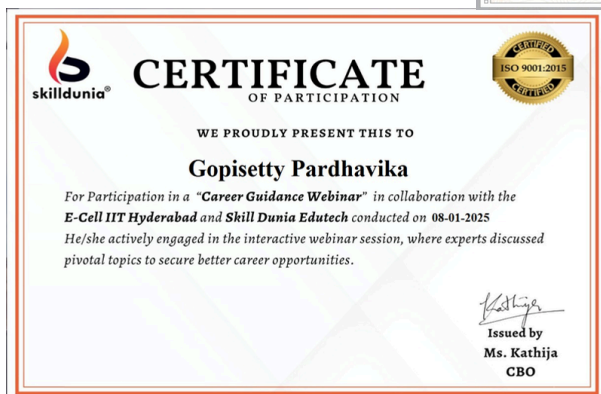 skilldunia®
CERTIFICATE
OF PARTICIPATION
CERTIFIED
ISO 9001:2015
CERTIFIED
WE PROUDLY PRESENT THIS TO
Gopisetty Pardhavika
For Participation in a "Career Guidance Webinar" in collaboration with the
E-Cell IIT Hyderabad and Skill Dunia Edutech conducted on 08-01-2025
He/she actively engaged in the interactive webinar session, where experts discussed
pivotal topics to secure better career opportunities.
Kathija
Issued by
Ms. Kathija
CBO